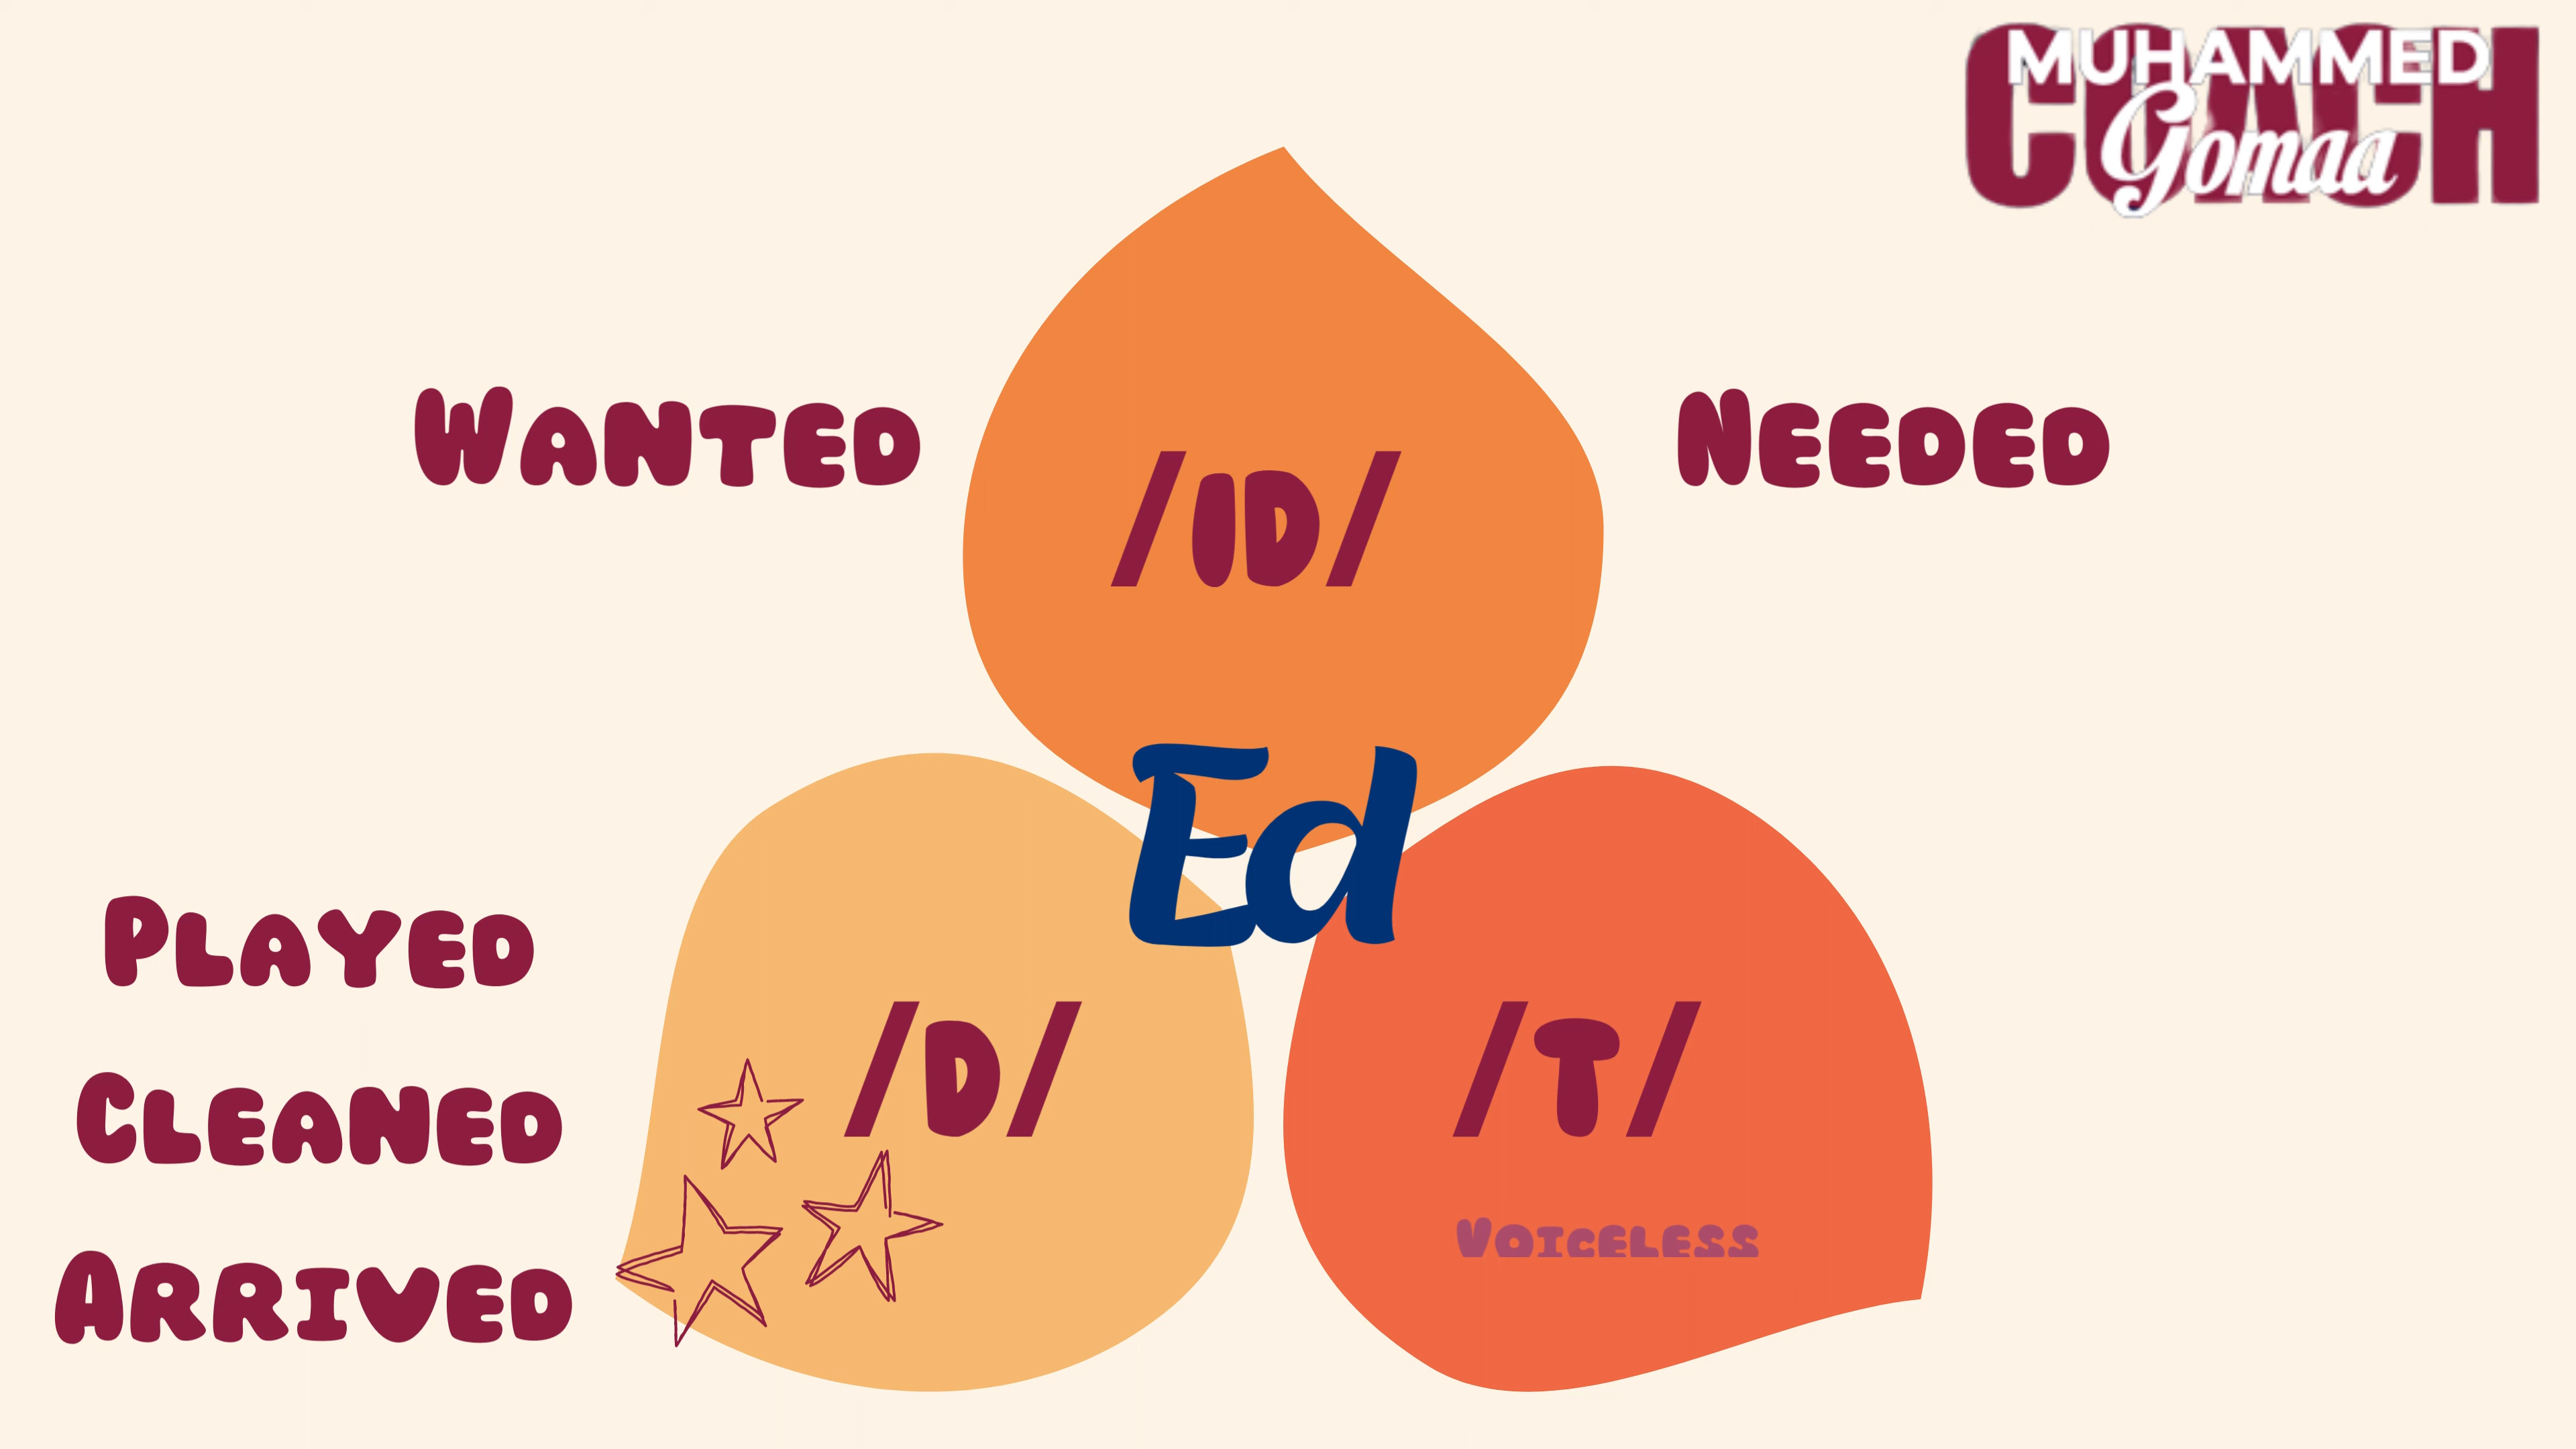 MUHAMMED
COACH
Gomaa
WANTED
/ID/
NEEDED
Ed
PLAYED
CLEANED
ARRIVED
/D/
/T/
VOICELESS